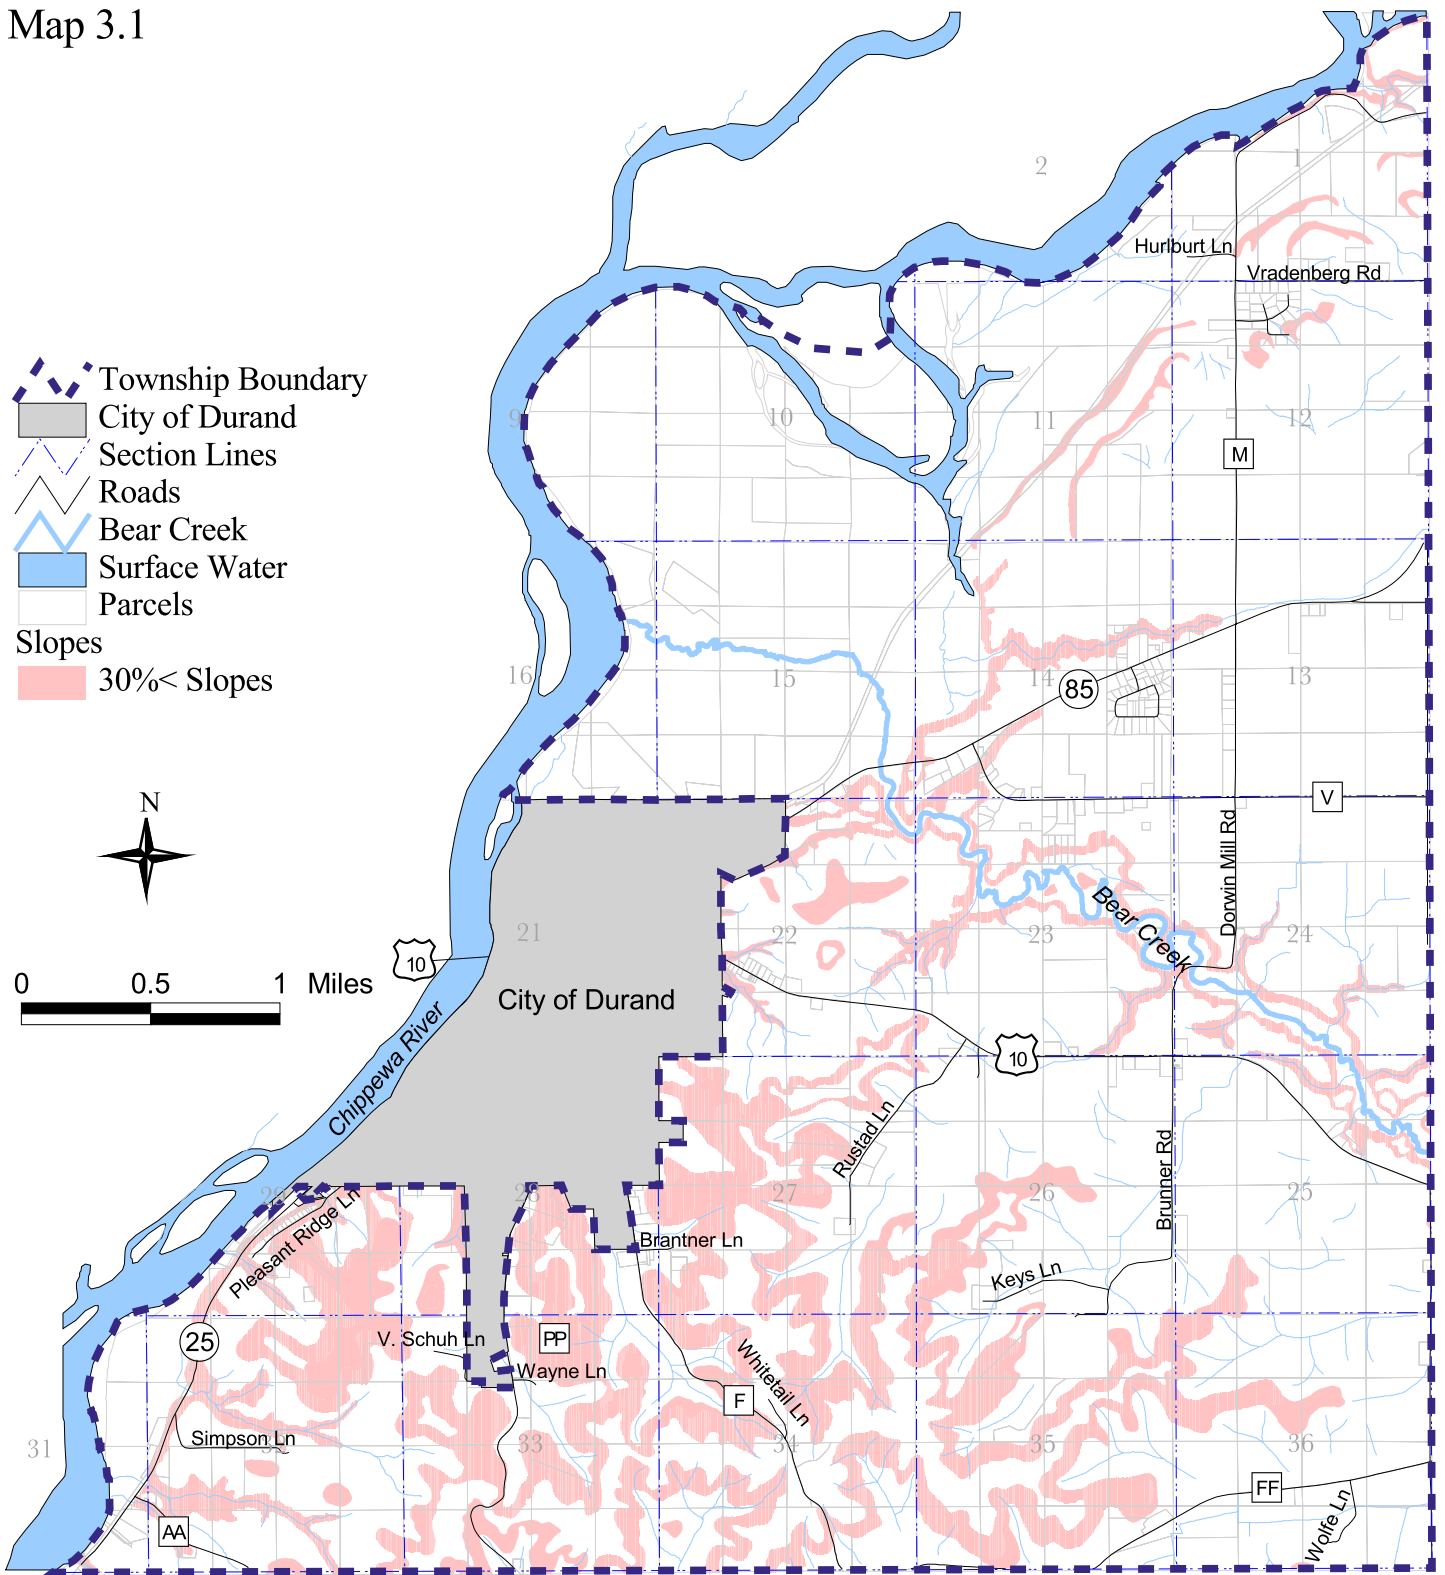 Map 3.1
2
1
Hurlburt Ln
Vradenberg Rd
Township Boundary
City of Durand
Section Lines
Roads
Bear Creek
Surface Water
Parcels
Slopes
30%< Slopes
9
10
11
12
M
16
15
14
13
85
V
N
Dorwin Mill Rd
Bear Creek
21
22
23
24
10
0 0.5 1 Miles
City of Durand
Chippewa River
10
Rustad Ln
Brunner Rd
29
28
27
26
25
Pleasant Ridge Ln
Brantner Ln
Keys Ln
25
V. Schuh Ln
PP
Wayne Ln
Whitetail Ln
F
31
Simpson Ln
32
33
34
35
36
FF
Wolfe Ln
AA